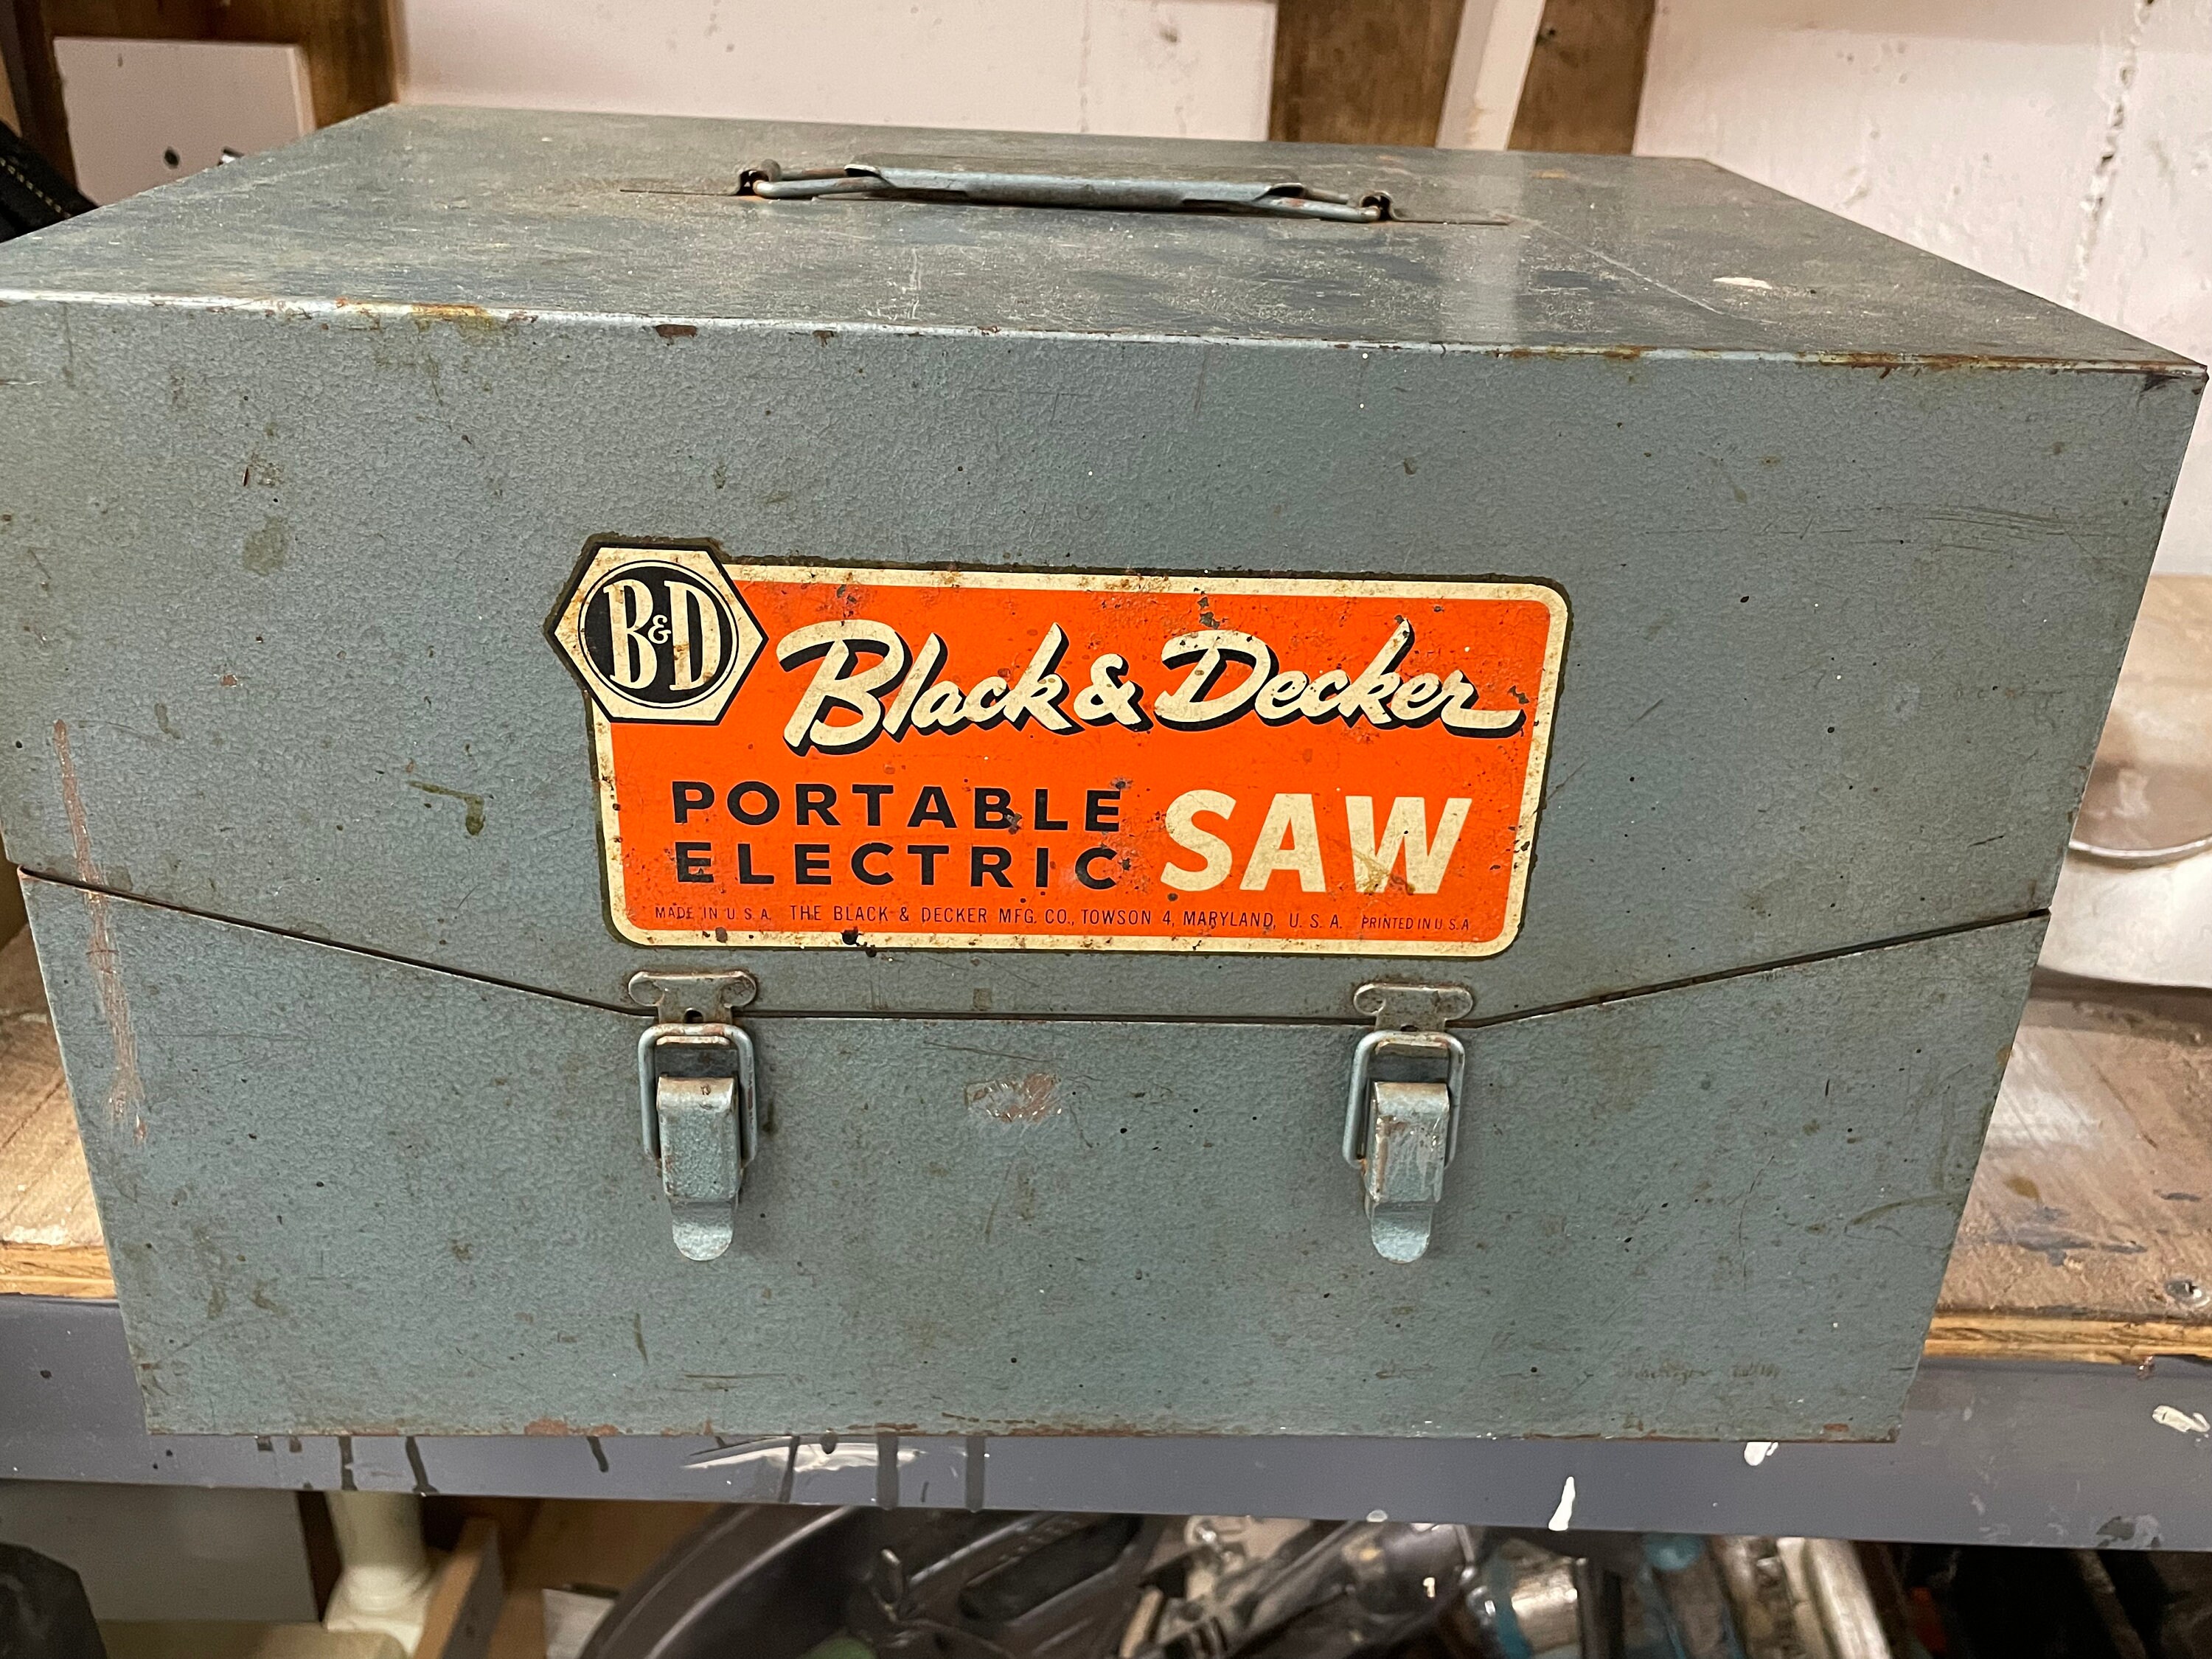 B&D
Black & Decker
PORTABLE
ELECTRIC
SAW
MADE IN U.S.A. THE BLACK & DECKER MFG. CO., TOWSON 4, MARYLAND, U.S.A. PRINTED IN U.S.A